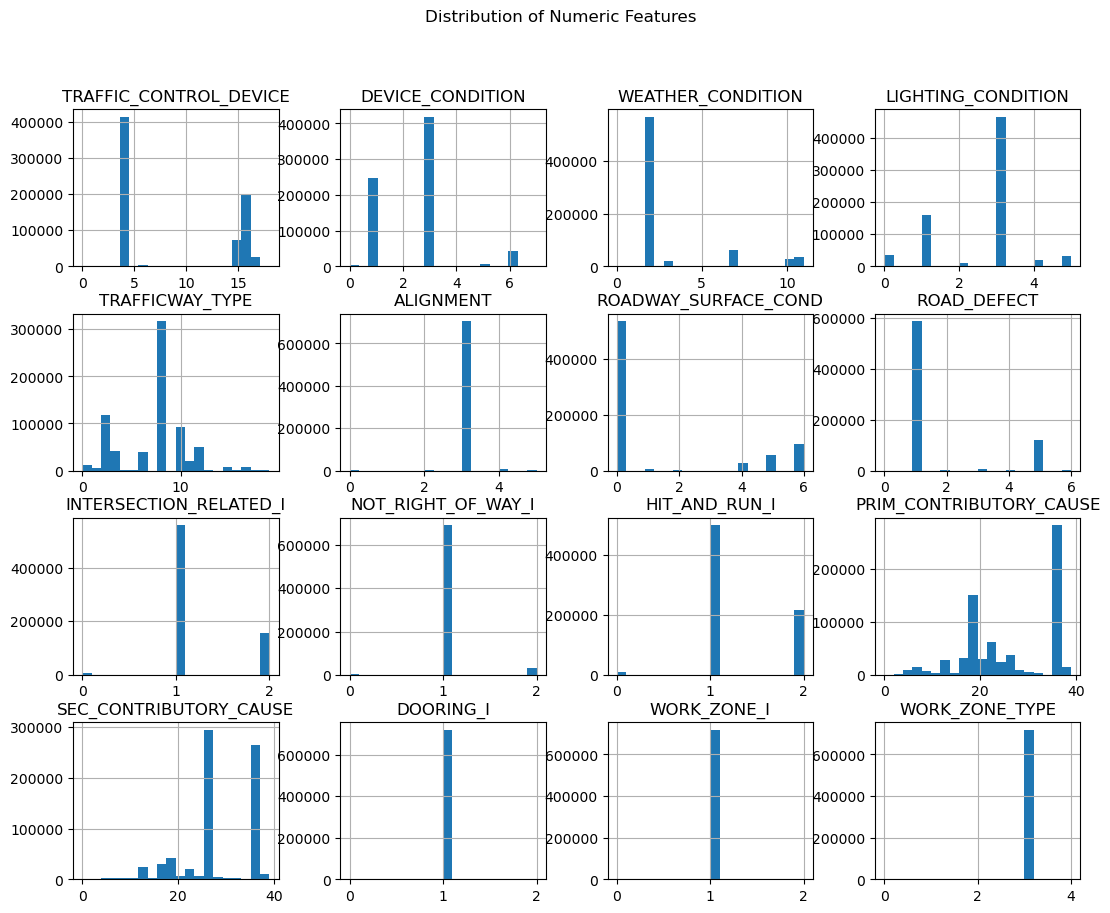 Distribution of Numeric Features
TRAFFIC_CONTROL_DEVICE
DEVICE_CONDITION
WEATHER_CONDITION
LIGHTING_CONDITION
400000
300000
200000
100000
0
0 5 10 15
400000
300000
200000
100000
0
0 2 4 6
400000
200000
0
0 5 10
400000
300000
200000
100000
0
0 2 4
TRAFFICWAY_TYPE
ALIGNMENT
ROADWAY_SURFACE_COND
ROAD_DEFECT
300000
200000
100000
0
0 10
600000
400000
200000
0
0 2 4
400000
200000
0
0 2 4 6
600000
400000
200000
0
0 2 4 6
INTERSECTION_RELATED_I
NOT_RIGHT_OF_WAY_I
HIT_AND_RUN_I
PRIM_CONTRIBUTORY_CAUSE
400000
200000
0
0 1 2
600000
400000
200000
0
0 1 2
400000
200000
0
0 1 2
200000
100000
0
0 20 40
SEC_CONTRIBUTORY_CAUSE
DOORING_I
WORK_ZONE_I
WORK_ZONE_TYPE
300000
200000
100000
0
0 20 40
600000
400000
200000
0
0 1 2
600000
400000
200000
0
0 1 2
600000
400000
200000
0
0 2 4